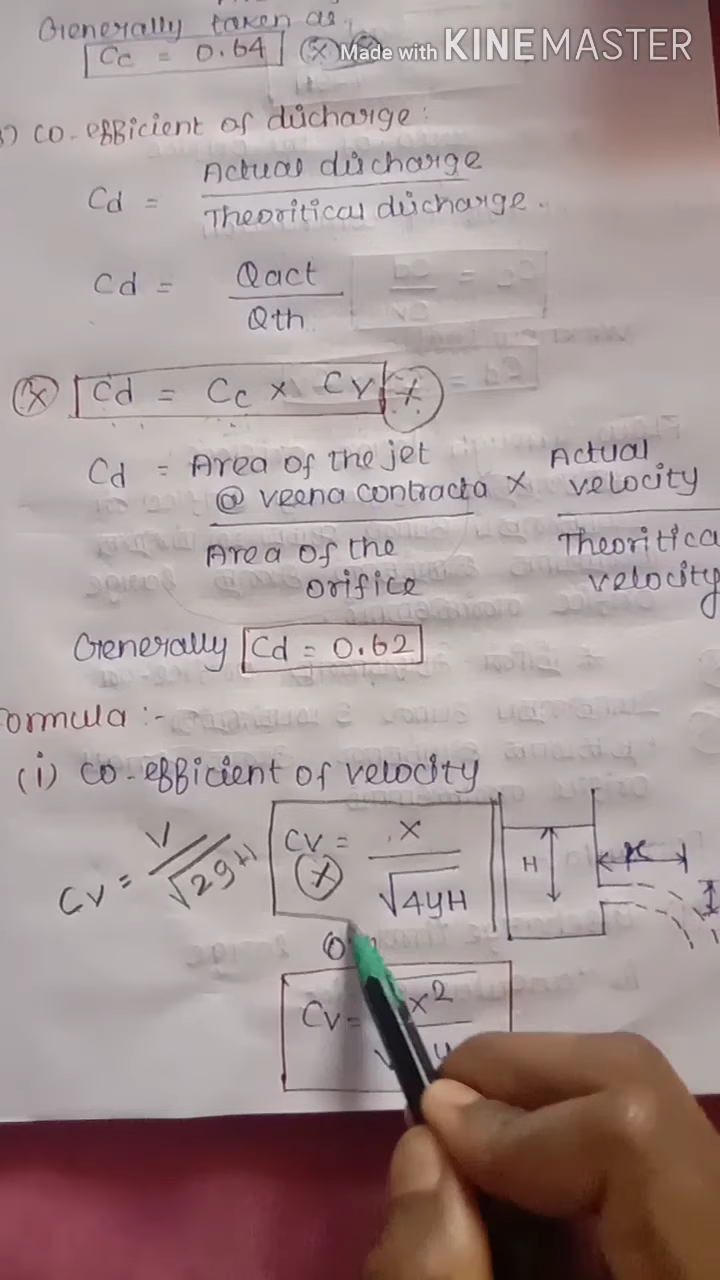 Generally taken as
Cc = 0.64
Made with KINEMASTER
co-efficient of discharge:
Cd = Actual discharge
Theoritical discharge.
Cd = Qact
Qth
Cd = Cc x Cv
Cd = Area of the jet @ veena contracta x Actual velocity
Area of the orifice Theoritica velocity
Generally Cd = 0.62
ormula :-
(i) co-efficient of velocity
Cv = V/√2gH
Cv = x
√4yH
H
x
or
Cv = x²